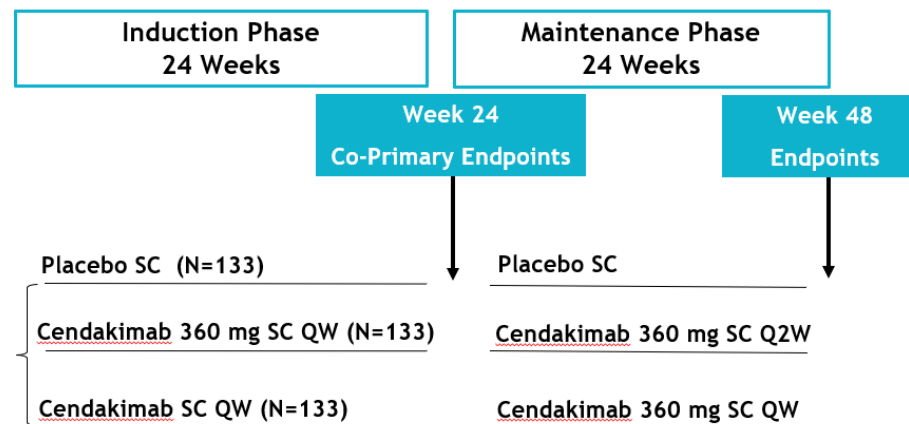 Induction Phase
24 Weeks
Maintenance Phase
24 Weeks
Week 24
Co-Primary Endpoints
Week 48
Endpoints
Placebo SC (N=133)
Placebo SC
Cendakimab 360 mg SC QW (N=133)
Cendakimab 360 mg SC Q2W
Cendakimab SC QW (N=133)
Cendakimab 360 mg SC QW